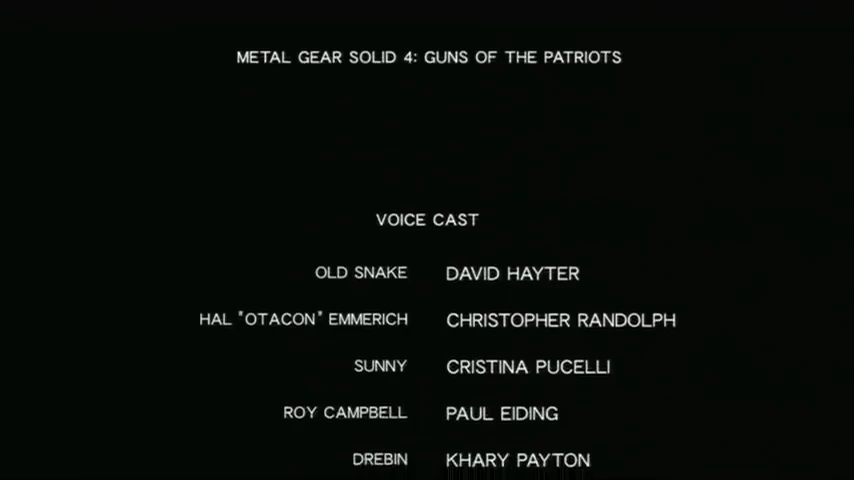 METAL GEAR SOLID 4: GUNS OF THE PATRIOTS
VOICE CAST
OLD SNAKE DAVID HAYTER
HAL "OTACON" EMMERICH CHRISTOPHER RANDOLPH
SUNNY CRISTINA PUCELLI
ROY CAMPBELL PAUL EIDING
DREBIN KHARY PAYTON